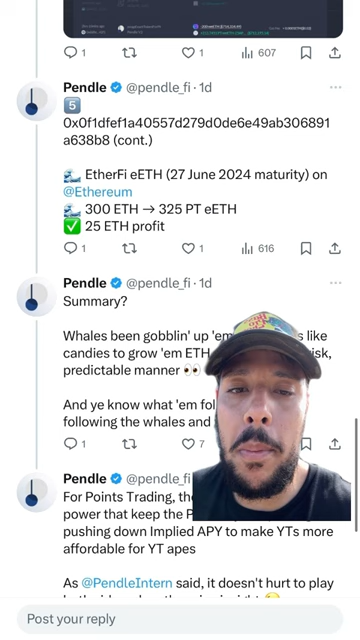 1 1 607
Pendle @pendle_fi · 1d
5
0x0f1dfef1a40557d279d0de6e49ab306891
a638b8 (cont.)
🌊 EtherFi eETH (27 June 2024 maturity) on
@Ethereum
🌊 300 ETH → 325 PT eETH
✅ 25 ETH profit
1 1 616
Pendle @pendle_fi · 1d
Summary?
Whales been gobblin' up 'em like
candies to grow 'em ETH
predictable manner 👀
And ye know what 'em
following the whales and
1 7
Pendle @pendle_fi
For Points Trading,
power that keep the
pushing down Implied APY to make YTs more
affordable for YT apes
As @PendleIntern said, it doesn't hurt to play
Post your reply